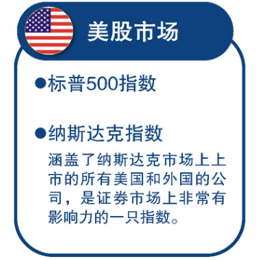 美股市场
●标普500指数
●纳斯达克指数
涵盖了纳斯达克市场上上
市的所有美国和外国的公
司，是证券市场上非常有
影响力的一只指数。